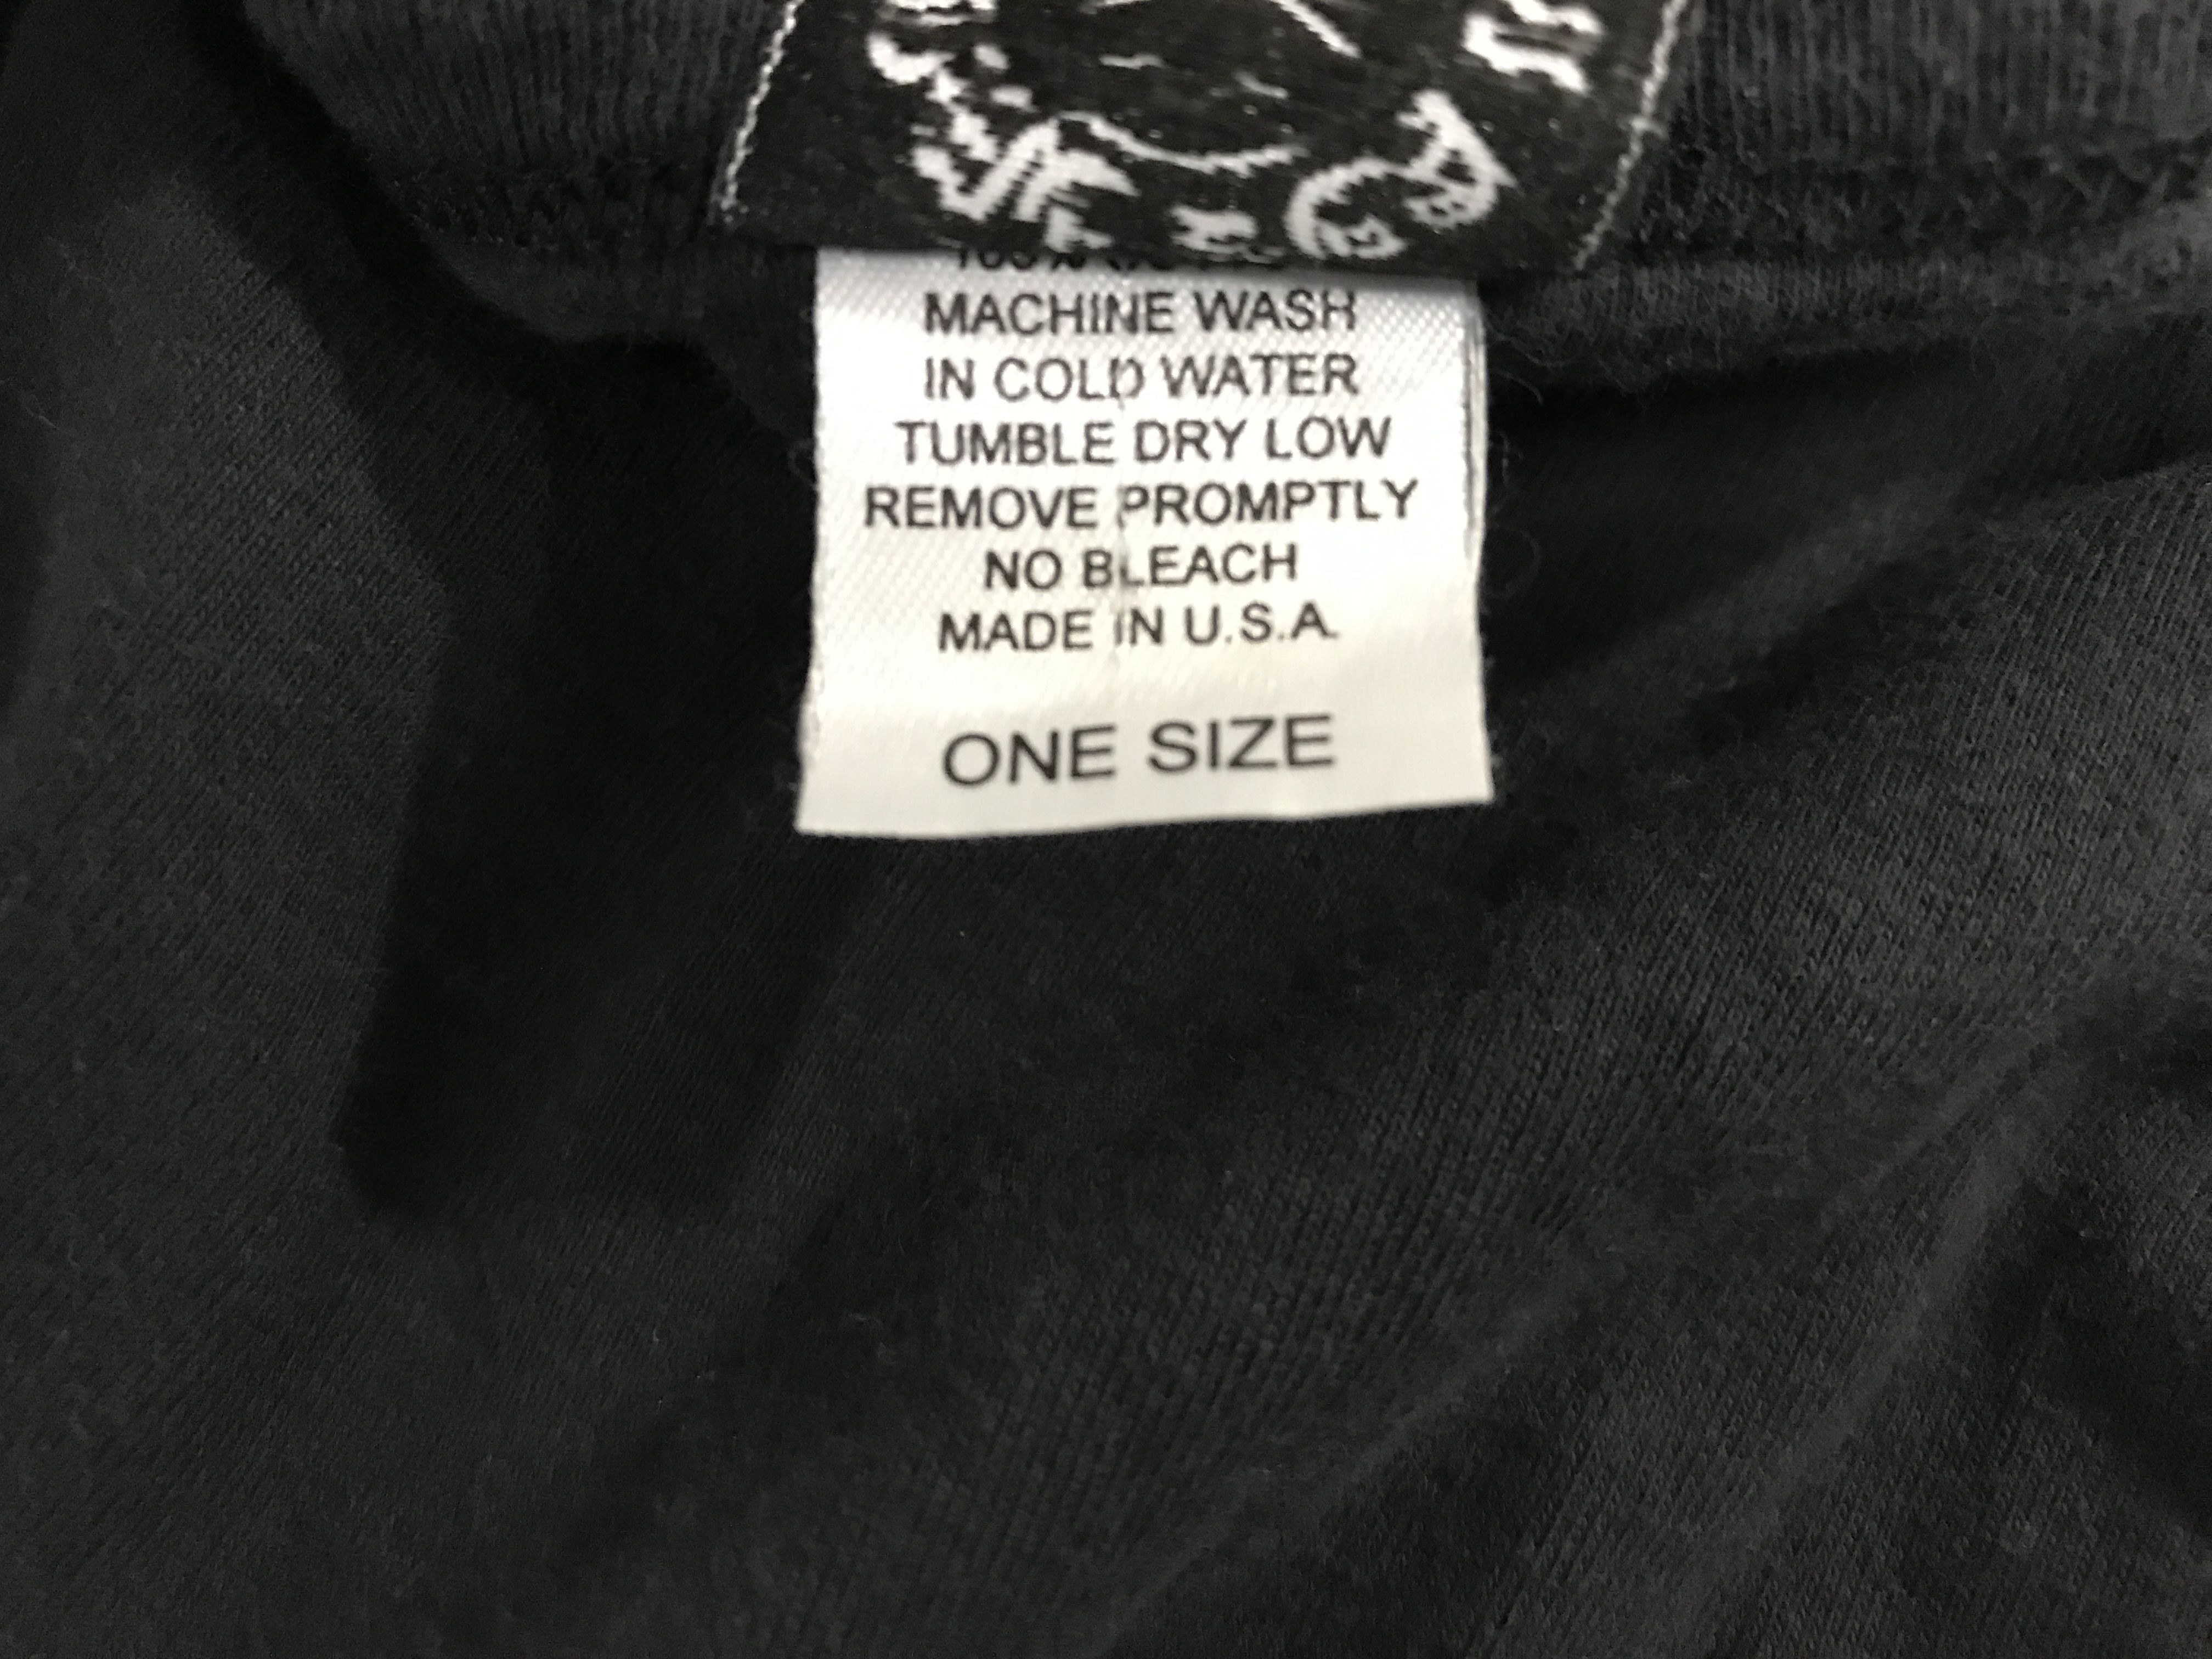 MACHINE WASH
IN COLD WATER
TUMBLE DRY LOW
REMOVE PROMPTLY
NO BLEACH
MADE IN U.S.A.
ONE SIZE